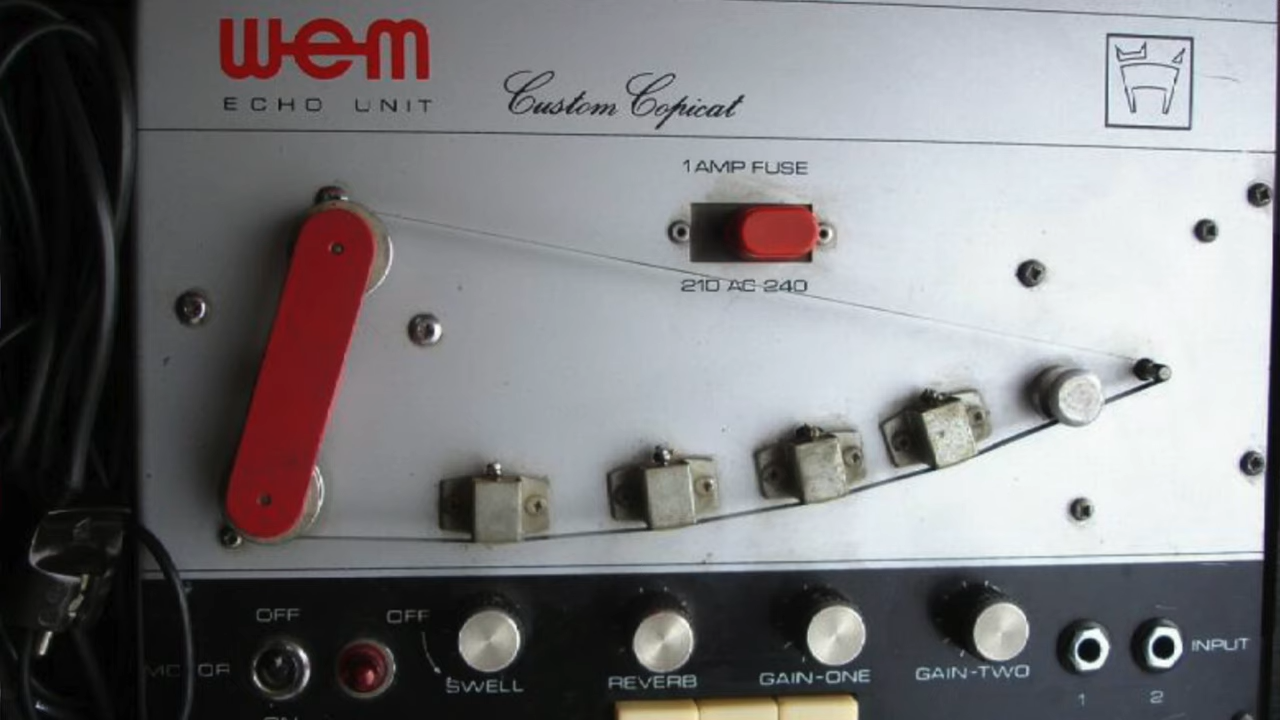 wem
ECHO UNIT
Custom Copicat
1 AMP FUSE
210 AC 240
OFF
OFF
MOTOR
SWELL
REVERB
GAIN-ONE
GAIN-TWO
INPUT
1
2